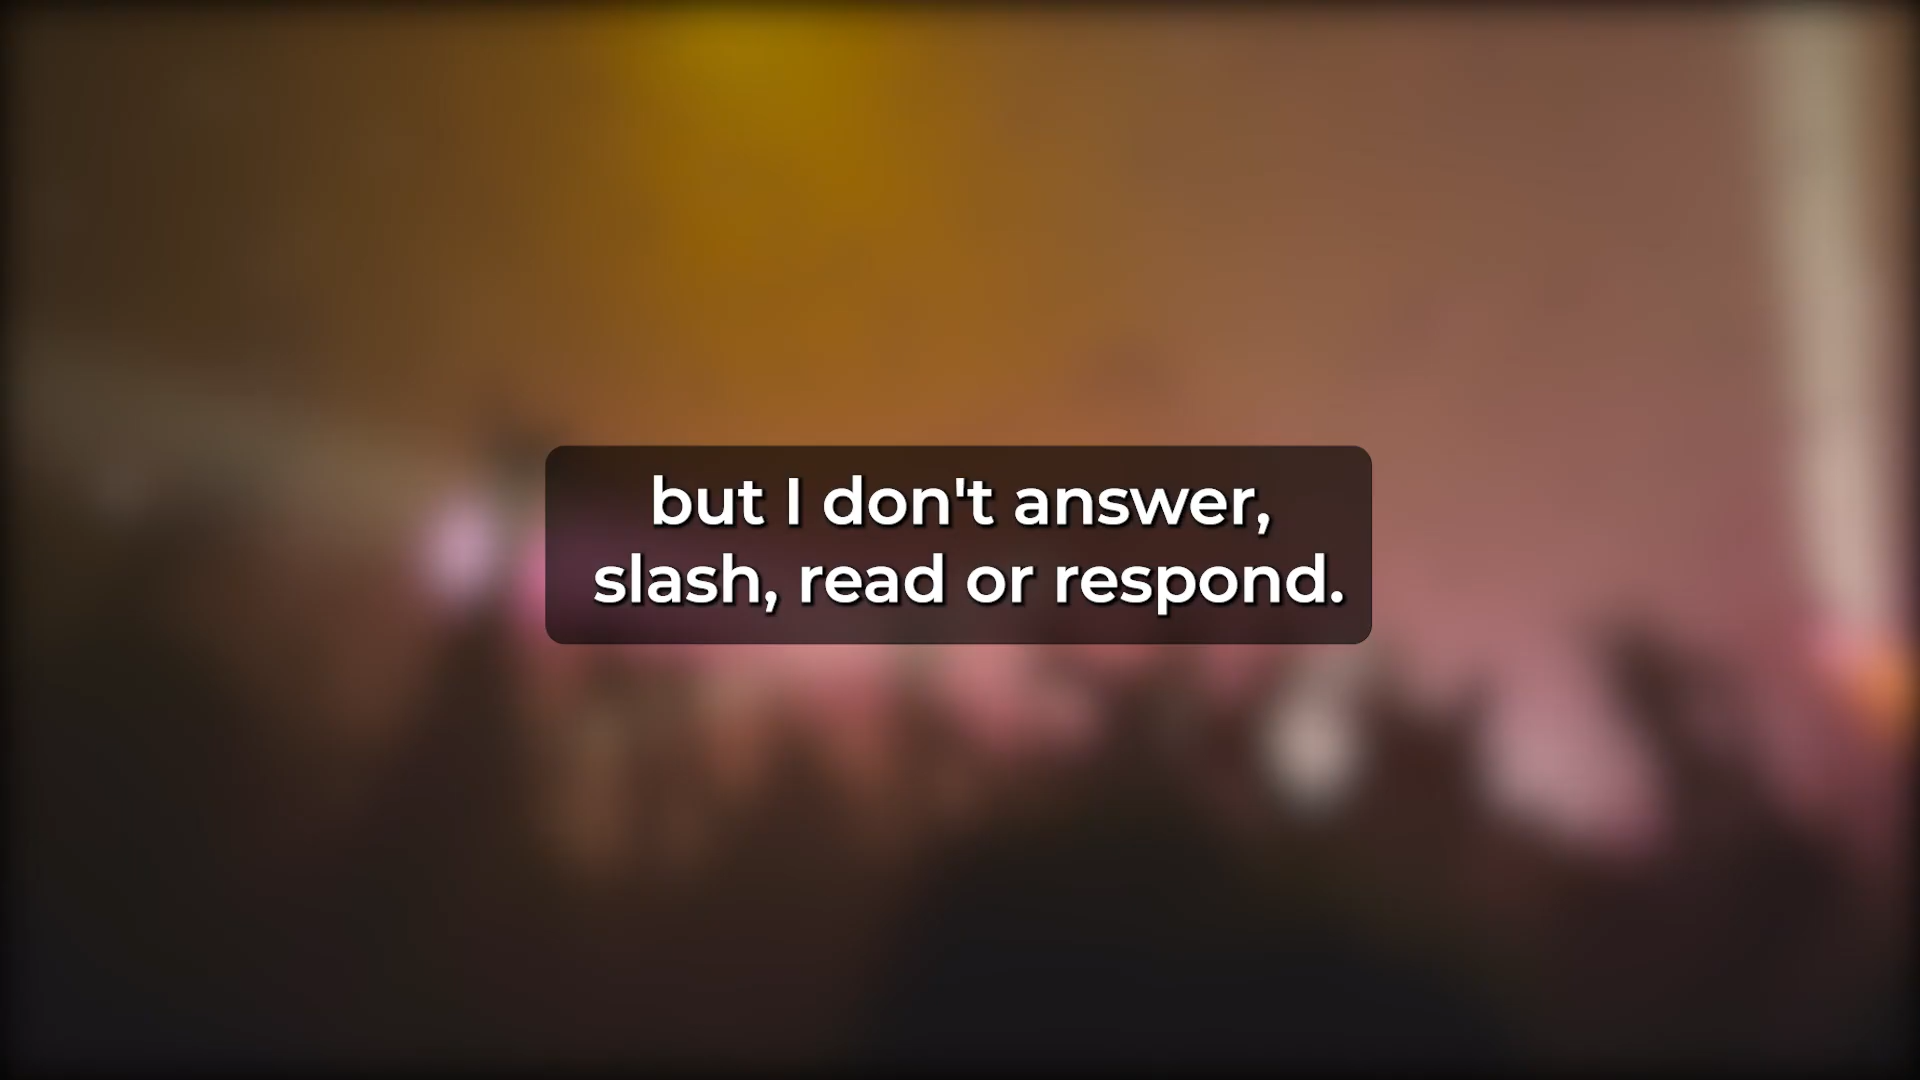 but I don't answer,
slash, read or respond.